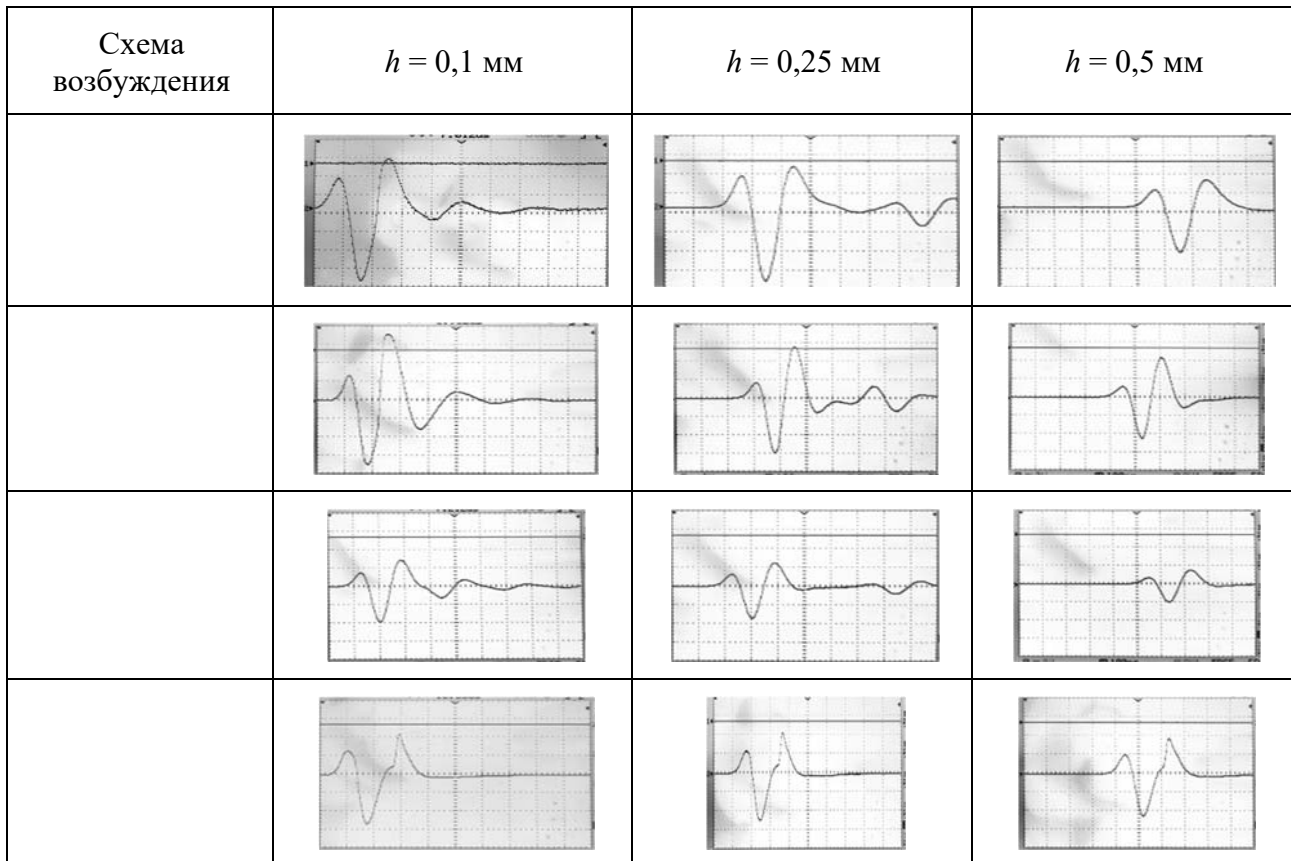 Схема
возбуждения
h = 0,1 мм
h = 0,25 мм
h = 0,5 мм